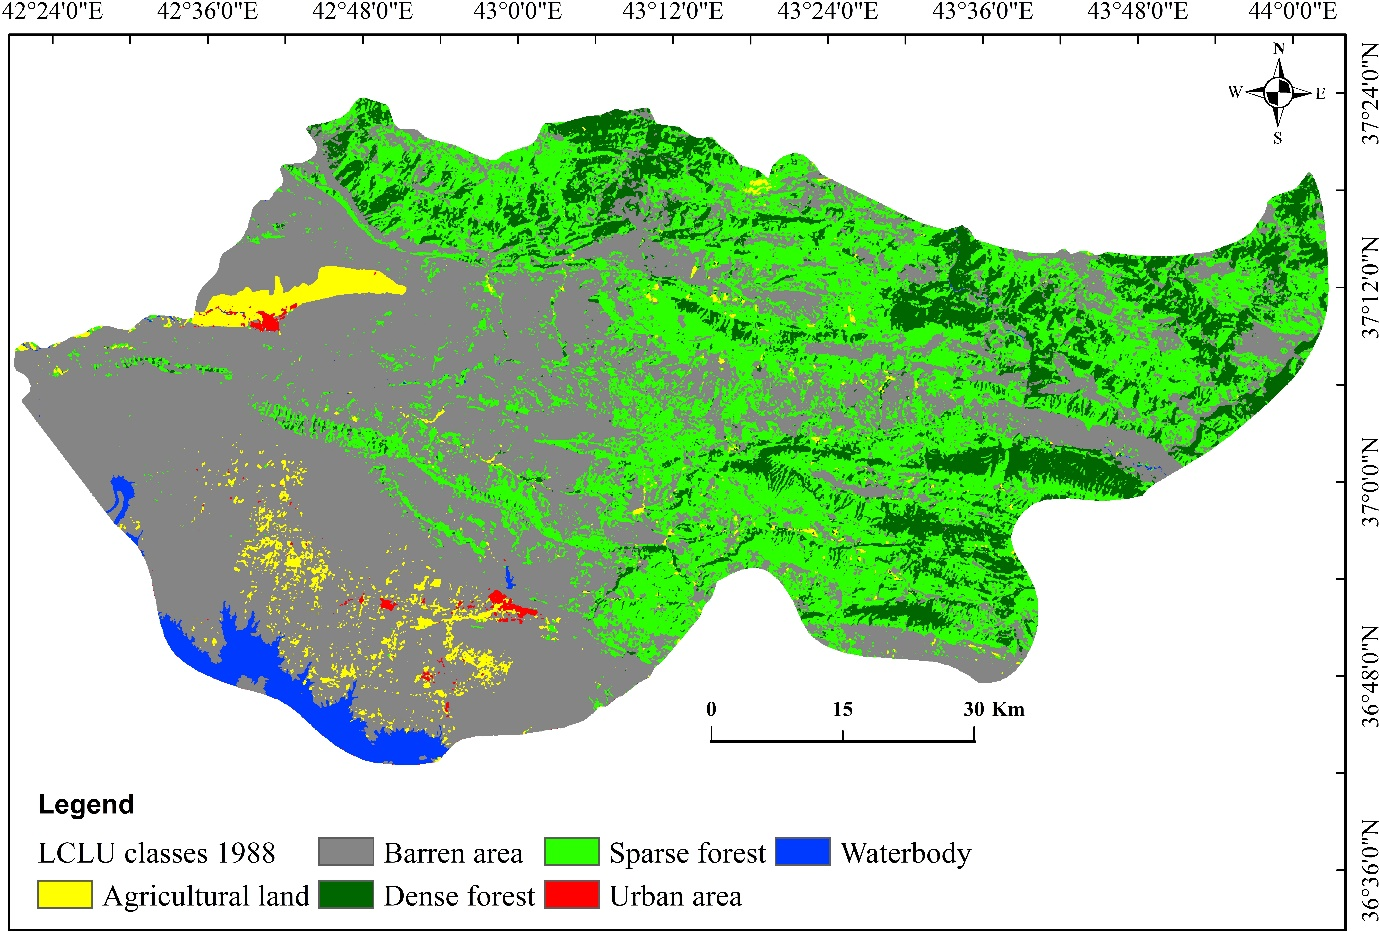 42°24'0"E 42°36'0"E 42°48'0"E 43°0'0"E 43°12'0"E 43°24'0"E 43°36'0"E 43°48'0"E 44°0'0"E
N
W E
S
37°24'0"N
37°12'0"N
37°0'0"N
36°48'0"N
36°36'0"N
0 15 30 Km
Legend
LCLU classes 1988 Barren area Sparse forest Waterbody
Agricultural land Dense forest Urban area